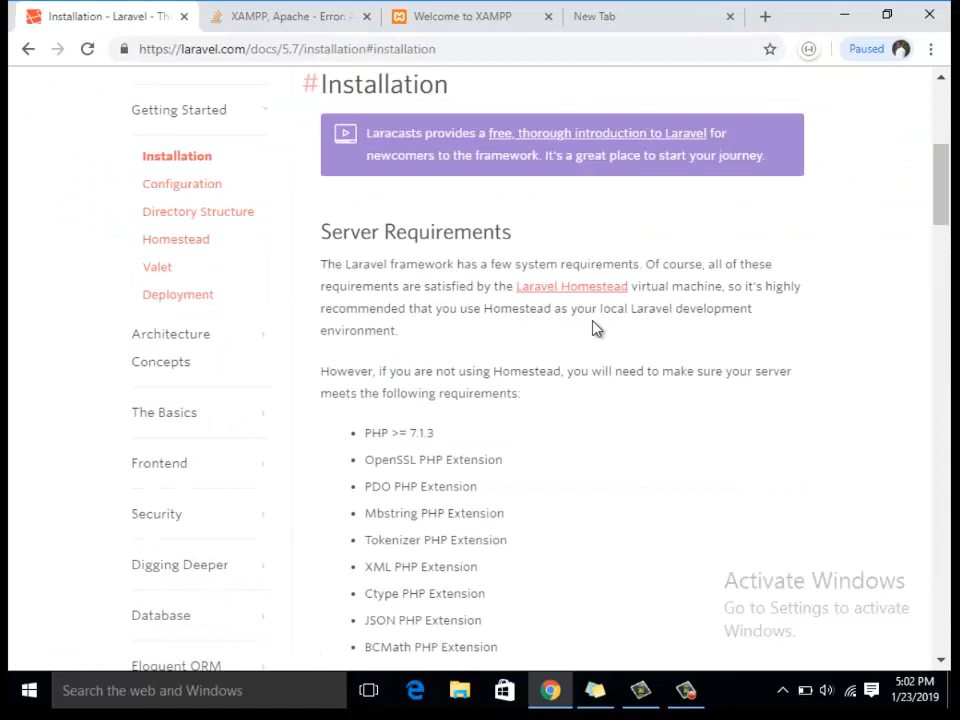 Installation - Laravel - Th
XAMPP, Apache - Error: A
Welcome to XAMPP
New Tab
https://laravel.com/docs/5.7/installation#installation
Paused
Getting Started
Installation
Configuration
Directory Structure
Homestead
Valet
Deployment
Architecture
Concepts
The Basics
Frontend
Security
Digging Deeper
Database
Eloquent ORM
#Installation
Laracasts provides a free, thorough introduction to Laravel for
newcomers to the framework. It's a great place to start your journey.
Server Requirements
The Laravel framework has a few system requirements. Of course, all of these
requirements are satisfied by the Laravel Homestead virtual machine, so it's highly
recommended that you use Homestead as your local Laravel development
environment.
However, if you are not using Homestead, you will need to make sure your server
meets the following requirements:
• PHP >= 7.1.3
• OpenSSL PHP Extension
• PDO PHP Extension
• Mbstring PHP Extension
• Tokenizer PHP Extension
• XML PHP Extension
• Ctype PHP Extension
• JSON PHP Extension
• BCMath PHP Extension
Activate Windows
Go to Settings to activate
Windows.
Search the web and Windows
5:02 PM
1/23/2019